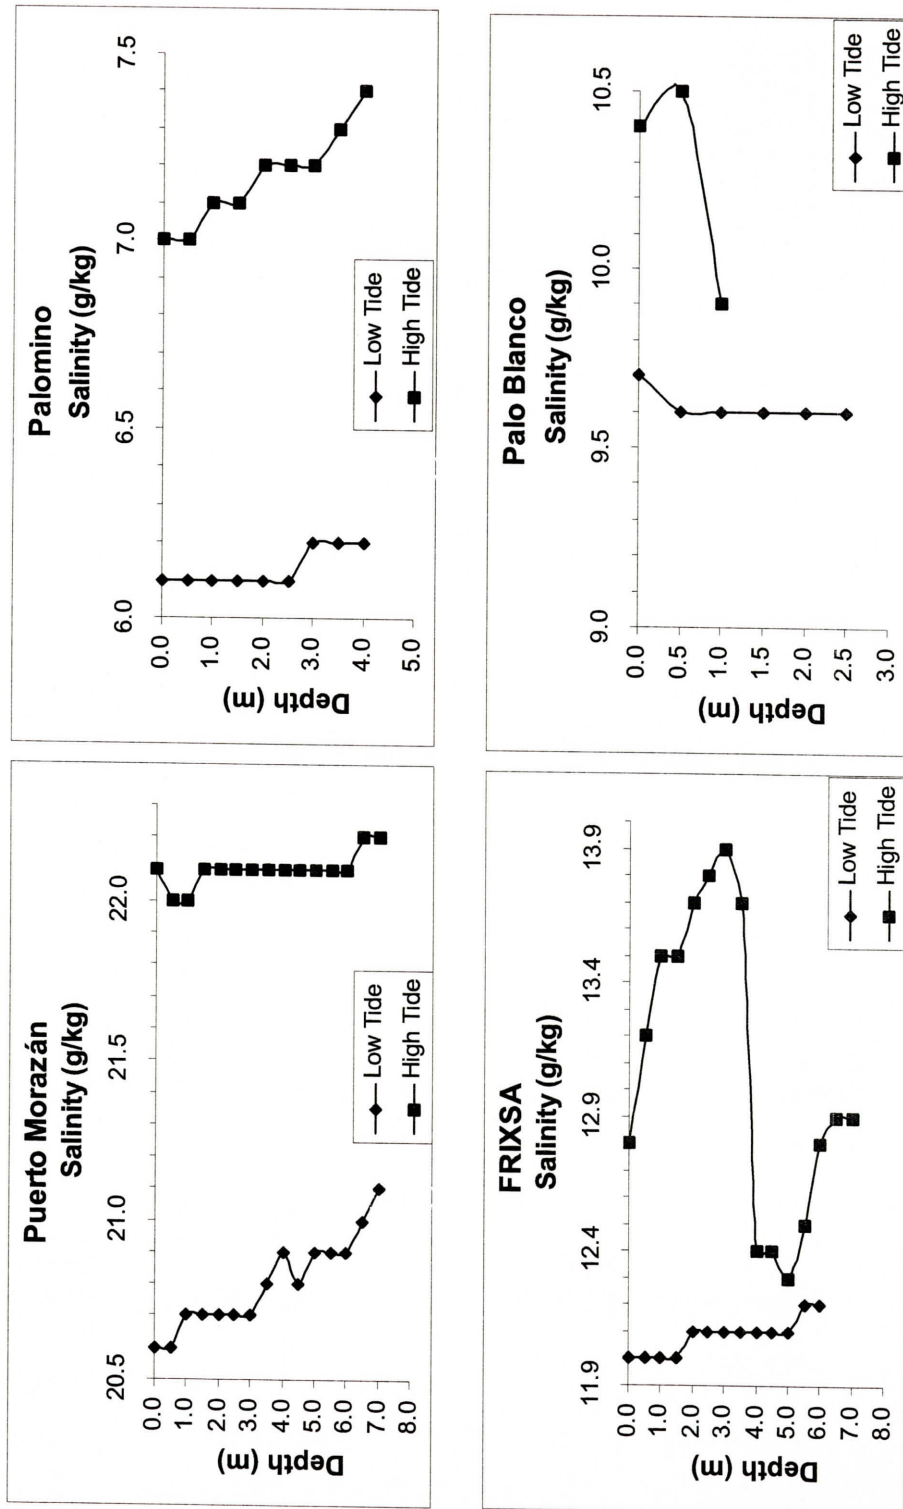 Puerto Morazán
Salinity (g/kg)
20.5 21.0 21.5 22.0
0.0
1.0
2.0
3.0
4.0
5.0
6.0
7.0
8.0
Depth (m)
Low Tide
High Tide
Palomino
Salinity (g/kg)
6.0 6.5 7.0 7.5
0.0
1.0
2.0
3.0
4.0
5.0
Depth (m)
Low Tide
High Tide
FRIXSA
Salinity (g/kg)
11.9 12.4 12.9 13.4 13.9
0.0
1.0
2.0
3.0
4.0
5.0
6.0
7.0
8.0
Depth (m)
Low Tide
High Tide
Palo Blanco
Salinity (g/kg)
9.0 9.5 10.0 10.5
0.0
0.5
1.0
1.5
2.0
2.5
3.0
Depth (m)
Low Tide
High Tide